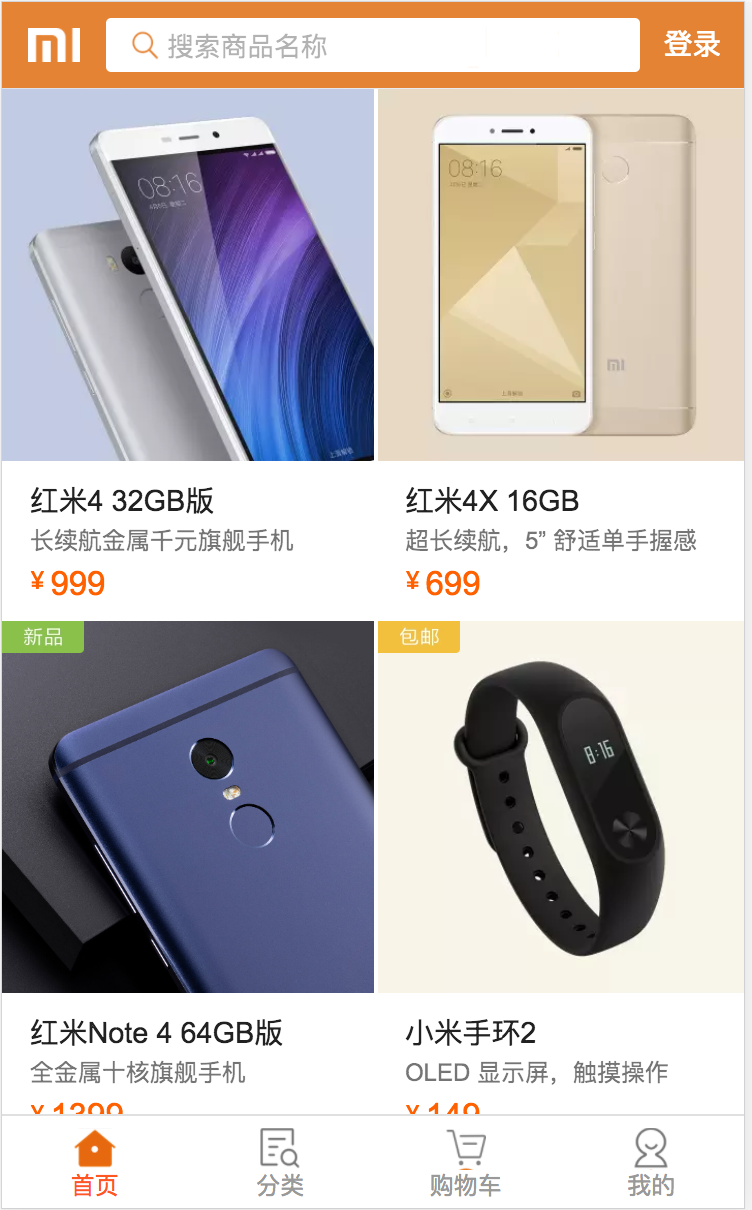 搜索商品名称
登录
08:16
08:16
红米4 32GB版
长续航金属千元旗舰手机
¥ 999
红米4X 16GB
超长续航，5” 舒适单手握感
¥ 699
新品
包邮
8:16
红米Note 4 64GB版
全金属十核旗舰手机
¥ 1399
小米手环2
OLED 显示屏，触摸操作
¥ 149
首页
分类
购物车
我的